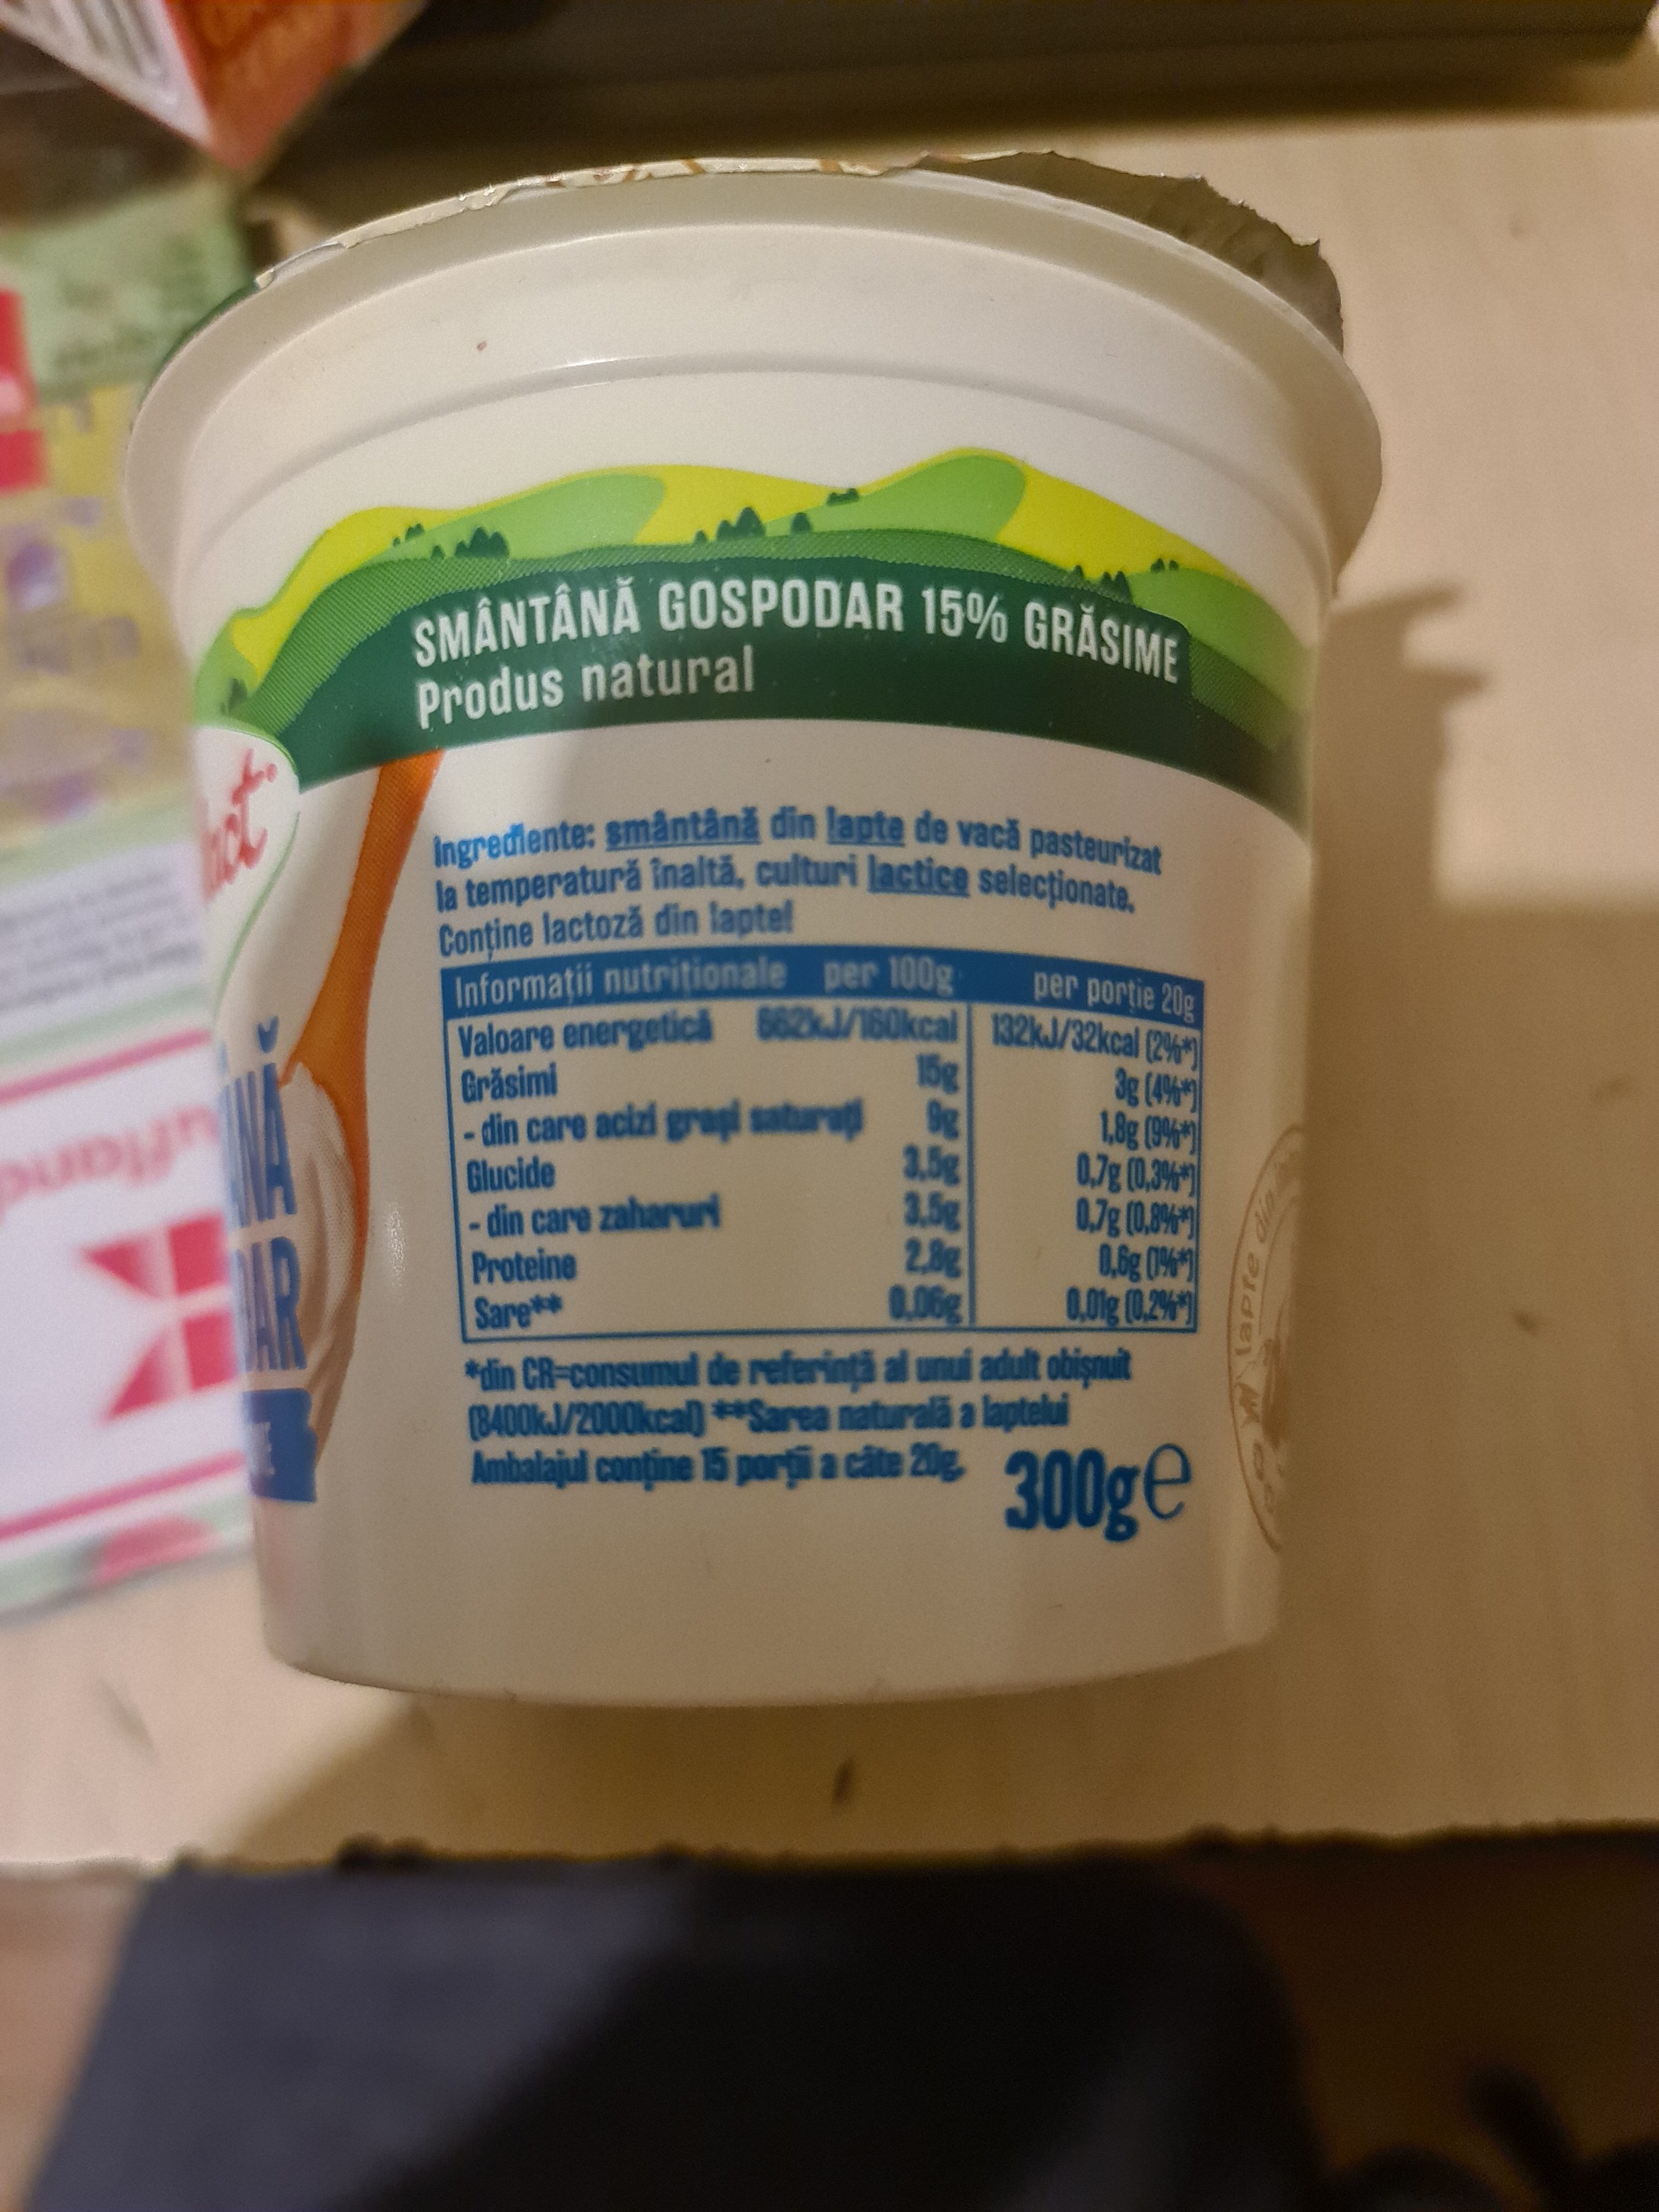 SMÂNTÂNĂ GOSPODAR 15% GRĂSIME
Produs natural
Ingrediente: smântână din lapte de vacă pasteurizat
la temperatură înaltă, culturi lactice selecționate.
Conține lactoză din lapte!
Informații nutriționale per 100g per porție 20g
Valoare energetică 662kJ/160kcal 132kJ/32kcal (2%*)
Grăsimi 15g 3g (4%*)
- din care acizi grași saturați 9g 1,8g (9%*)
Glucide 3,5g 0,7g (0,3%*)
- din care zaharuri 3,5g 0,7g (0,8%*)
Proteine 2,8g 0,6g (1%*)
Sare** 0,06g 0,01g (0,2%*)
*din CR=consumul de referință al unui adult obișnuit
(8400kJ/2000kcal) **Sarea naturală a laptelui
Ambalajul conține 15 porții a câte 20g.
300g e
lapte din